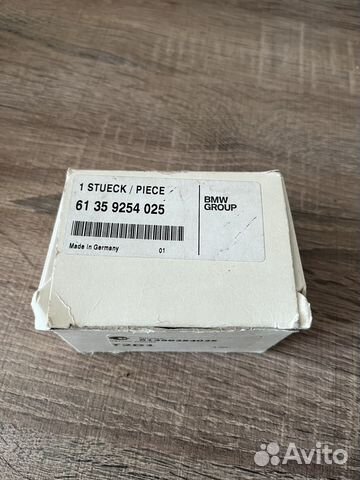 1 STUECK / PIECE
61 35 9254 025
BMW
GROUP
Made in Germany
01
Avito